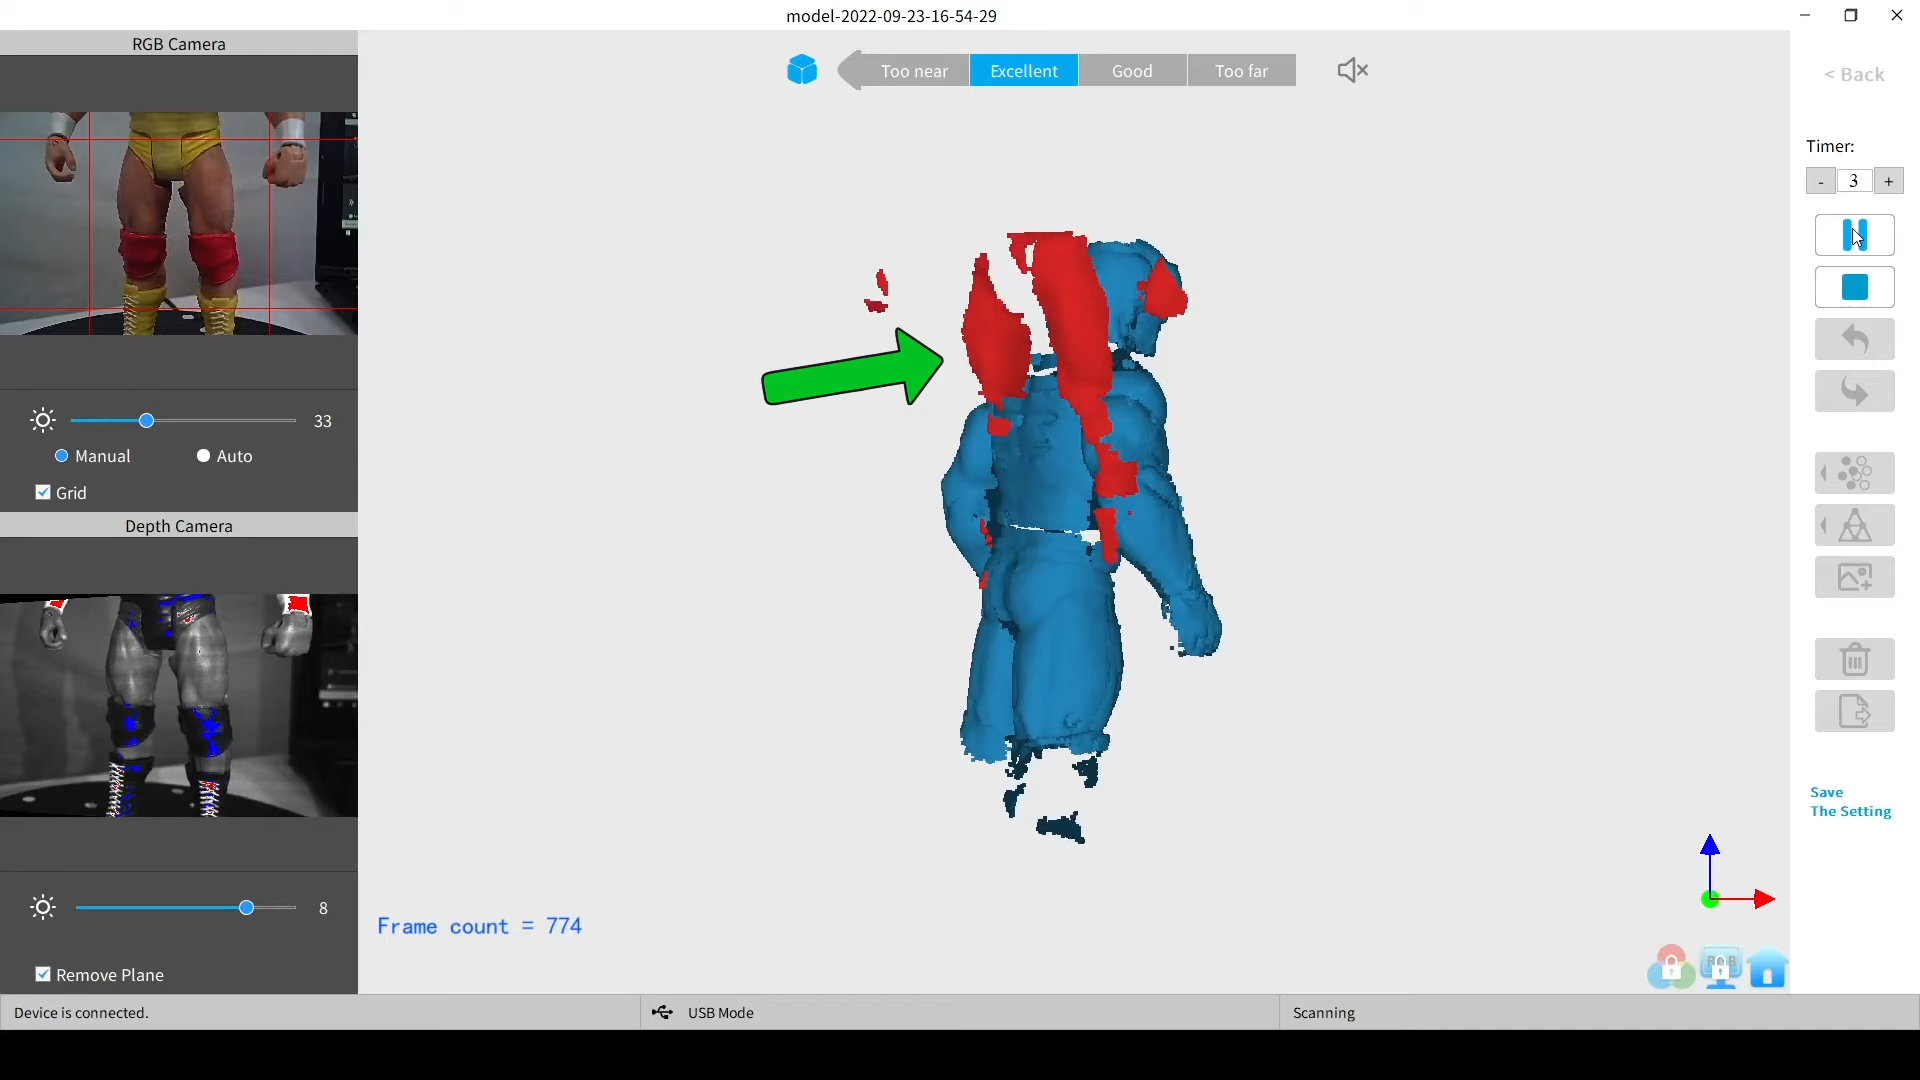 model-2022-09-23-16-54-29
RGB Camera
Too near
Excellent
Good
Too far
< Back
Timer:
- 3 +
33
Manual
Auto
Grid
Depth Camera
8
Remove Plane
Save
The Setting
Frame count = 774
RGB
Device is connected.
USB Mode
Scanning